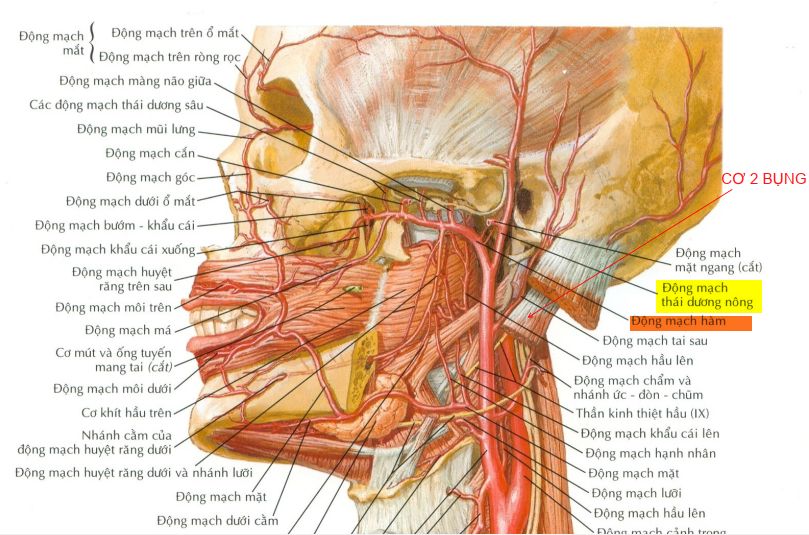 Động mạch
mắt
Động mạch trên ổ mắt
Động mạch trên ròng rọc
Động mạch màng não giữa
Các động mạch thái dương sâu
Động mạch mũi lưng
Động mạch cắn
Động mạch góc
Động mạch dưới ổ mắt
Động mạch bướm - khẩu cái
Động mạch khẩu cái xuống
Động mạch huyệt
răng trên sau
Động mạch môi trên
Động mạch má
Cơ mút và ống tuyến
mang tai (cắt)
Động mạch môi dưới
Cơ khít hầu trên
Nhánh cằm của
động mạch huyệt răng dưới
Động mạch huyệt răng dưới và nhánh lưỡi
Động mạch mặt
Động mạch dưới cằm
CƠ 2 BỤNG
Động mạch
mặt ngang (cắt)
Động mạch
thái dương nông
Động mạch hàm
Động mạch tai sau
Động mạch hầu lên
Động mạch chẩm và
nhánh ức - đòn - chũm
Thần kinh thiệt hầu (IX)
Động mạch khẩu cái lên
Động mạch hạnh nhân
Động mạch mặt
Động mạch lưỡi
Động mạch hầu lên
Động mạch cảnh trong